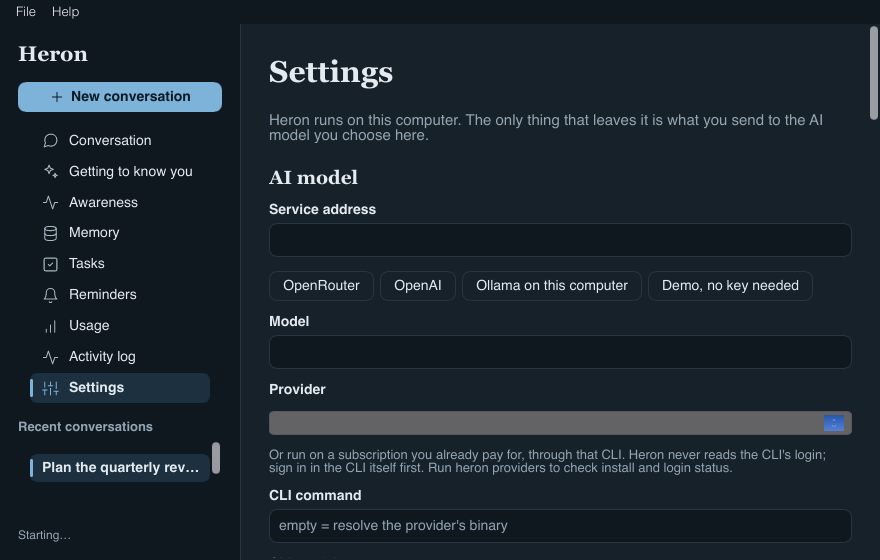 File Help
Heron
New conversation
Conversation
Getting to know you
Awareness
Memory
Tasks
Reminders
Usage
Activity log
Settings
Recent conversations
Plan the quarterly rev…
Starting…
Settings
Heron runs on this computer. The only thing that leaves it is what you send to the AI
model you choose here.
AI model
Service address
OpenRouter OpenAI Ollama on this computer Demo, no key needed
Model
Provider
Or run on a subscription you already pay for, through that CLI. Heron never reads the CLI's login;
sign in in the CLI itself first. Run heron providers to check install and login status.
CLI command
empty = resolve the provider's binary